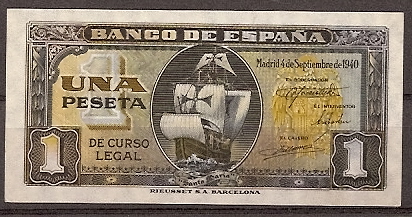 BANCO DE ESPAÑA
Madrid 4 de Septiembre de 1940
EL GOBERNADOR
1
UNA
PESETA
EL INTERVENTOR
DE CURSO
LEGAL
EL CAJERO
1
1
RIEUSSET S.A. BARCELONA